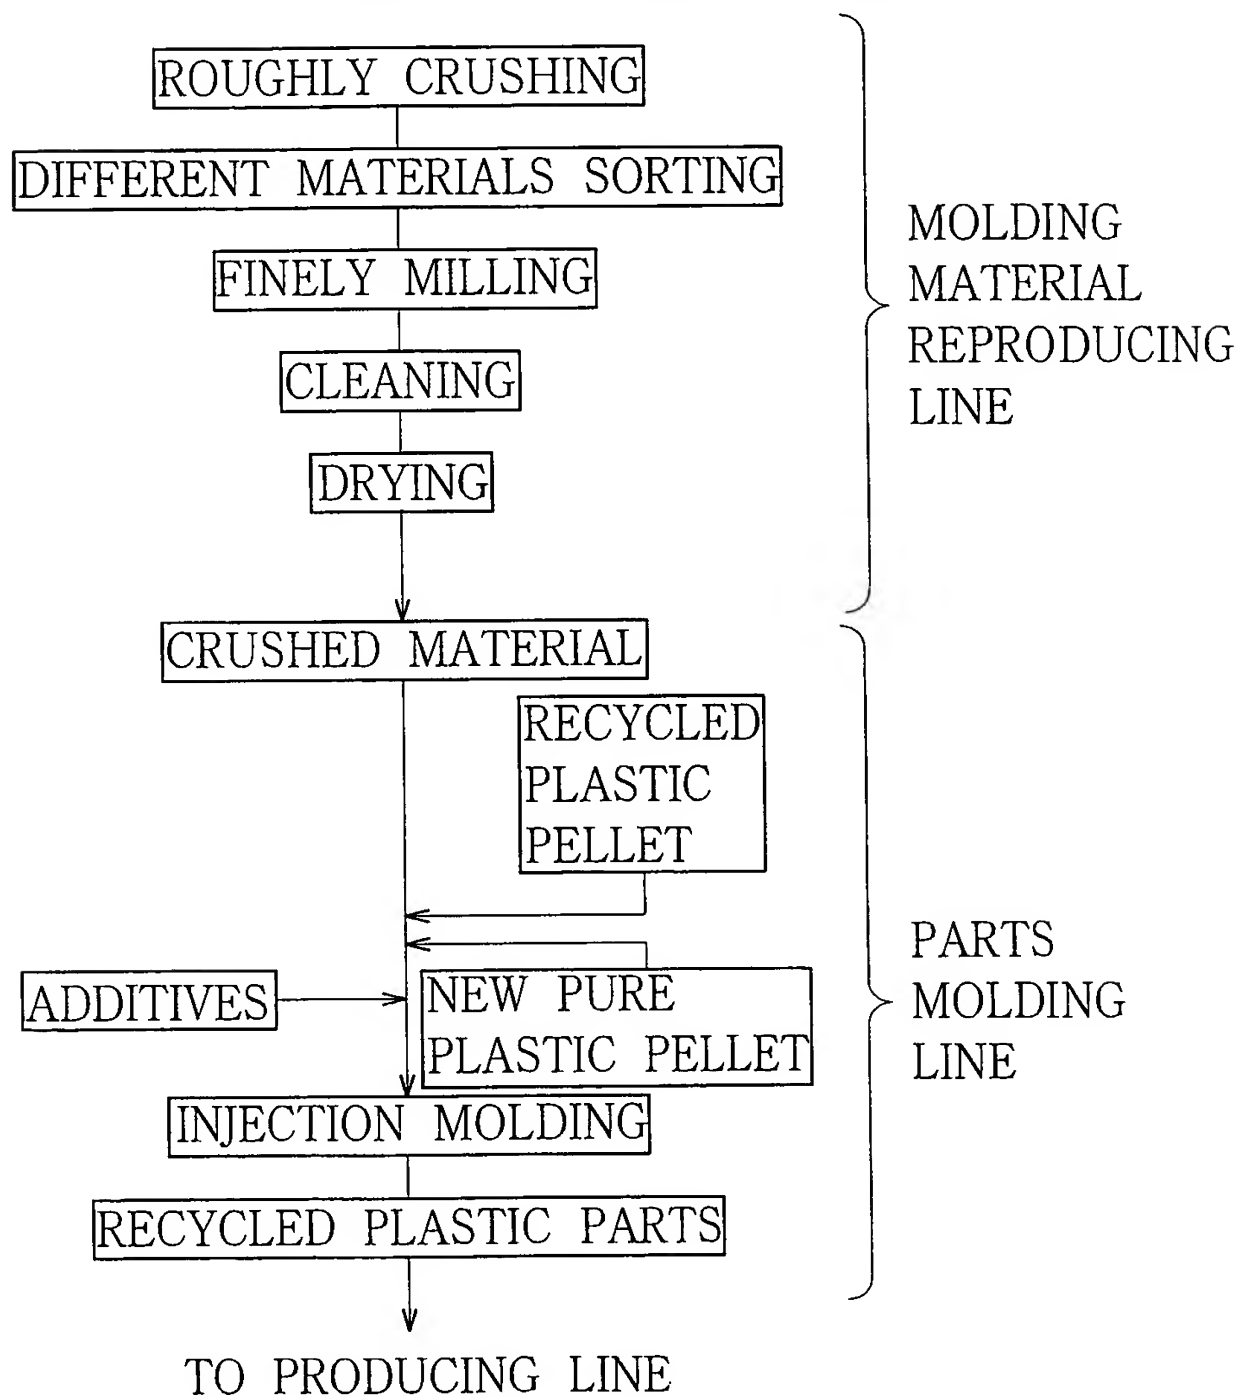 ROUGHLY CRUSHING
DIFFERENT MATERIALS SORTING
FINELY MILLING
CLEANING
DRYING
MOLDING
MATERIAL
REPRODUCING
LINE
CRUSHED MATERIAL
RECYCLED
PLASTIC
PELLET
ADDITIVES
NEW PURE
PLASTIC PELLET
INJECTION MOLDING
RECYCLED PLASTIC PARTS
PARTS
MOLDING
LINE
TO PRODUCING LINE